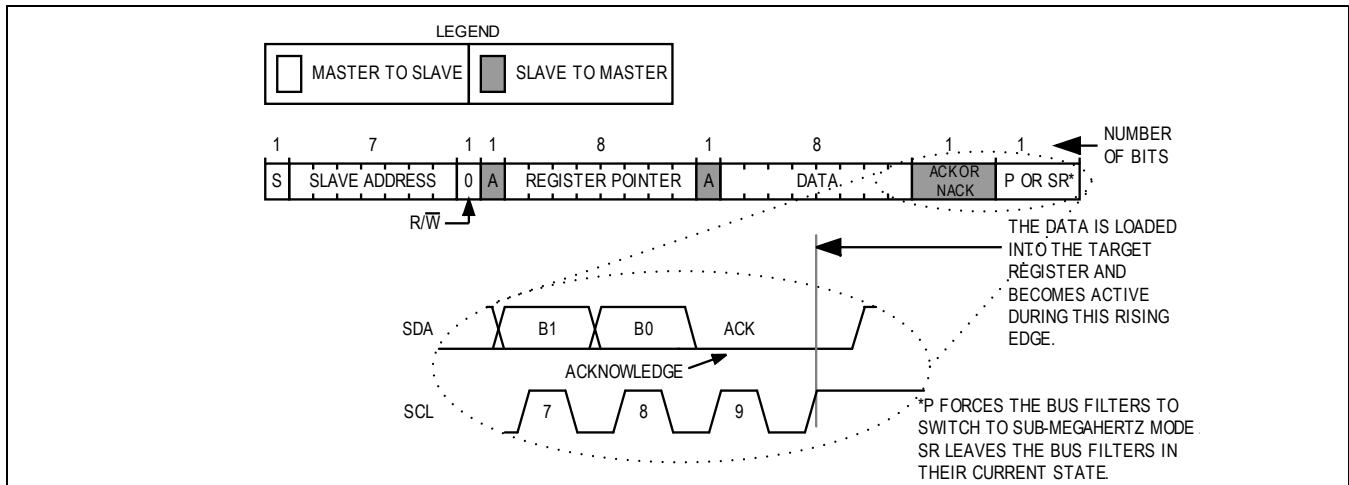 LEGEND
MASTER TO SLAVE SLAVE TO MASTER
1 7 1 1 8 1 8 1 1 NUMBER
OF BITS
S SLAVE ADDRESS 0 A REGISTER POINTER A DATA ACK OR
NACK P OR SR*
R/W̅
THE DATA IS LOADED
INTO THE TARGET
REGISTER AND
BECOMES ACTIVE
DURING THIS RISING
EDGE.
SDA B1 B0 ACK
ACKNOWLEDGE
SCL 7 8 9
*P FORCES THE BUS FILTERS TO
SWITCH TO SUB-MEGAHERTZ MODE.
SR LEAVES THE BUS FILTERS IN
THEIR CURRENT STATE.